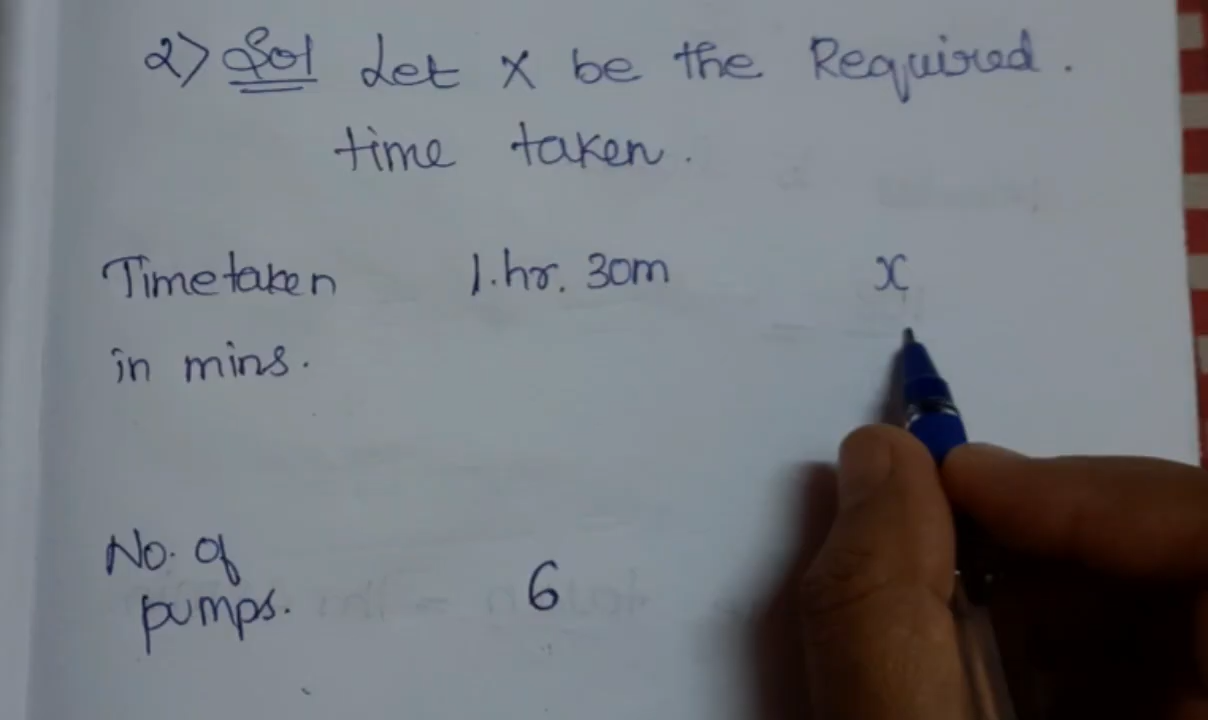 2) Sol Let x be the Required.
time taken.
Timetaken 1.hr. 30m x
in mins.
No. of
pumps. 6